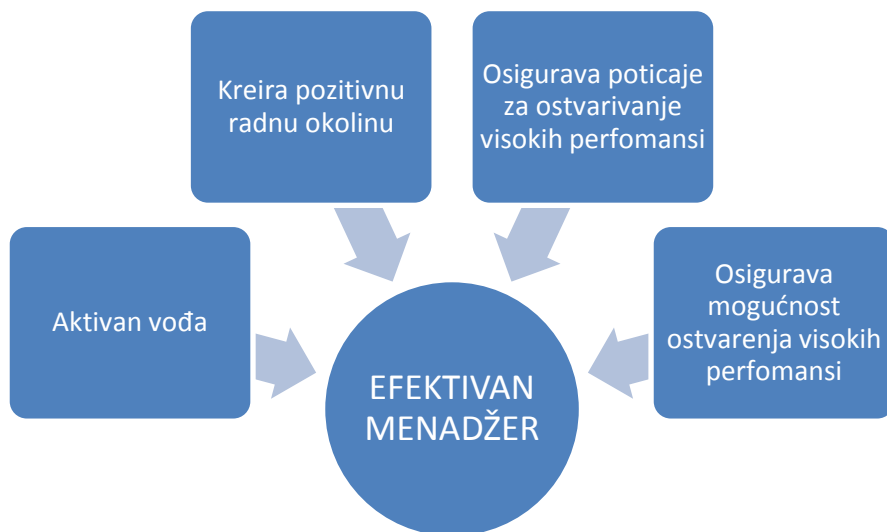 Kreira pozitivnu
radnu okolinu
Osigurava poticaje
za ostvarivanje
visokih perfomansi
Aktivan vođa
Osigurava
mogućnost
ostvarenja visokih
perfomansi
EFEKTIVAN
MENADŽER